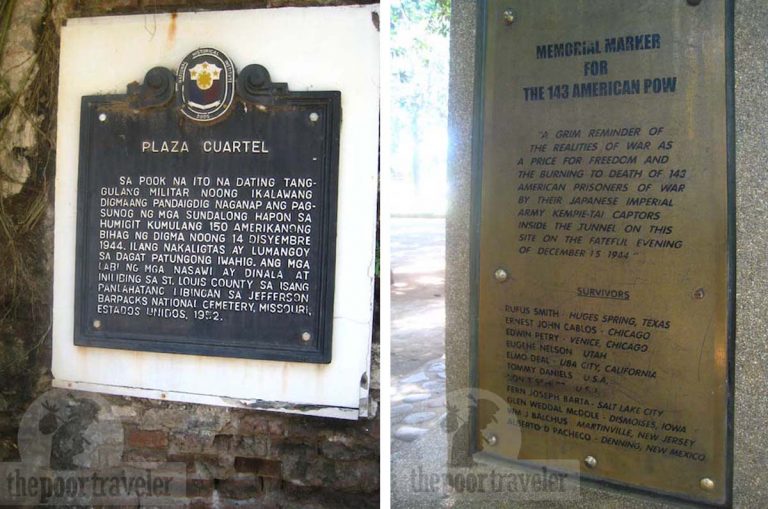 PLAZA CUARTEL
SA POOK NA ITO NA DATING TANG-
GULANG MILITAR NOONG IKALAWANG
DIGMAANG PANDAIGDIG NAGANAP ANG PAG-
SUNOG NG MGA SUNDALONG HAPON SA
HUMIGIT KUMULANG 150 AMERIKANONG
BIHAG NG DIGMA NOONG 14 DISYEMBRE
1944. ILANG NAKALIGTAS AY LUMANGOY
SA DAGAT PATUNGONG IWAHIG. ANG MGA
LABI NG MGA NASAWI AY DINALA AT
INILIBING SA ST. LOUIS COUNTY SA ISANG
PANLAHATANG LIBINGAN SA JEFFERSON
BARRACKS NATIONAL CEMETERY, MISSOURI,
ESTADOS UNIDOS, 1952.
thepoortraveler
MEMORIAL MARKER
FOR
THE 143 AMERICAN POW
"A GRIM REMINDER OF
THE REALITIES OF WAR AS
A PRICE FOR FREEDOM AND
THE BURNING TO DEATH OF 143
AMERICAN PRISONERS OF WAR
BY THEIR JAPANESE IMPERIAL
ARMY KEMPIE-TAI CAPTORS
INSIDE THE TUNNEL ON THIS
SITE ON THE FATEFUL EVENING
OF DECEMBER 15 1944"
SURVIVORS
RUFUS SMITH - HUGES SPRING, TEXAS
ERNEST JOHN CABLOS - CHICAGO
EDWIN PETRY - VENICE, CHICAGO
EUGENE NELSON UTAH
ELMO DEAL - UBA CITY, CALIFORNIA
TOMMY DANIELS U.S.A.
U.S.A.
FERN JOSEPH BARTA - SALT LAKE CITY
GLEN WEDDAL McDOLE - DISMOISES, IOWA
WM J BALCHUS MARTINVILLE, NEW JERSEY
ALBERTO D PACHECO - DENNING, NEW MEXICO
thepoortraveler